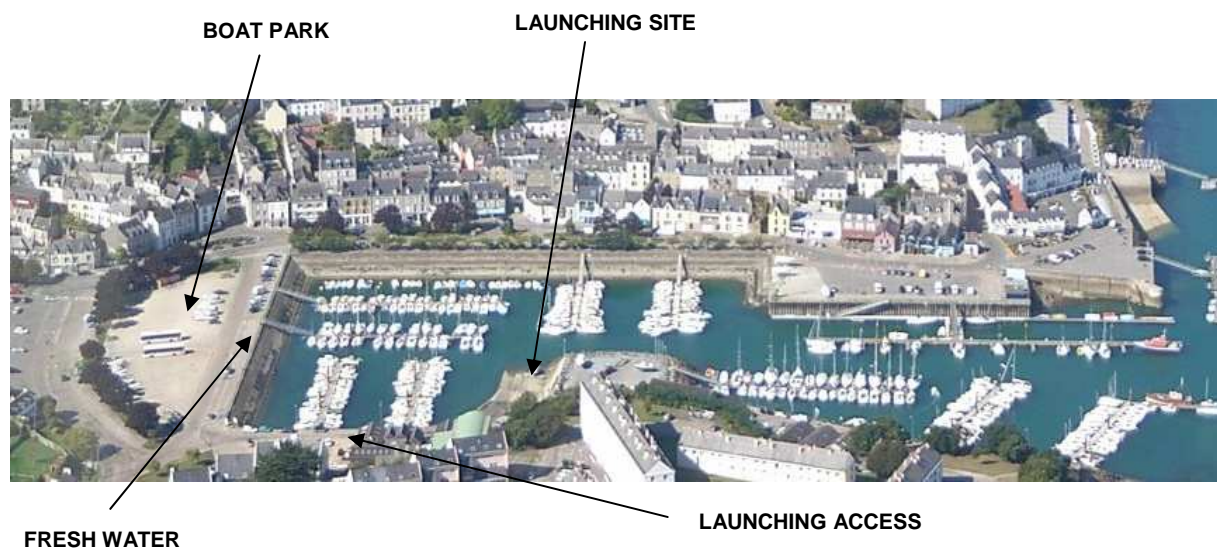 BOAT PARK
LAUNCHING SITE
FRESH WATER
LAUNCHING ACCESS